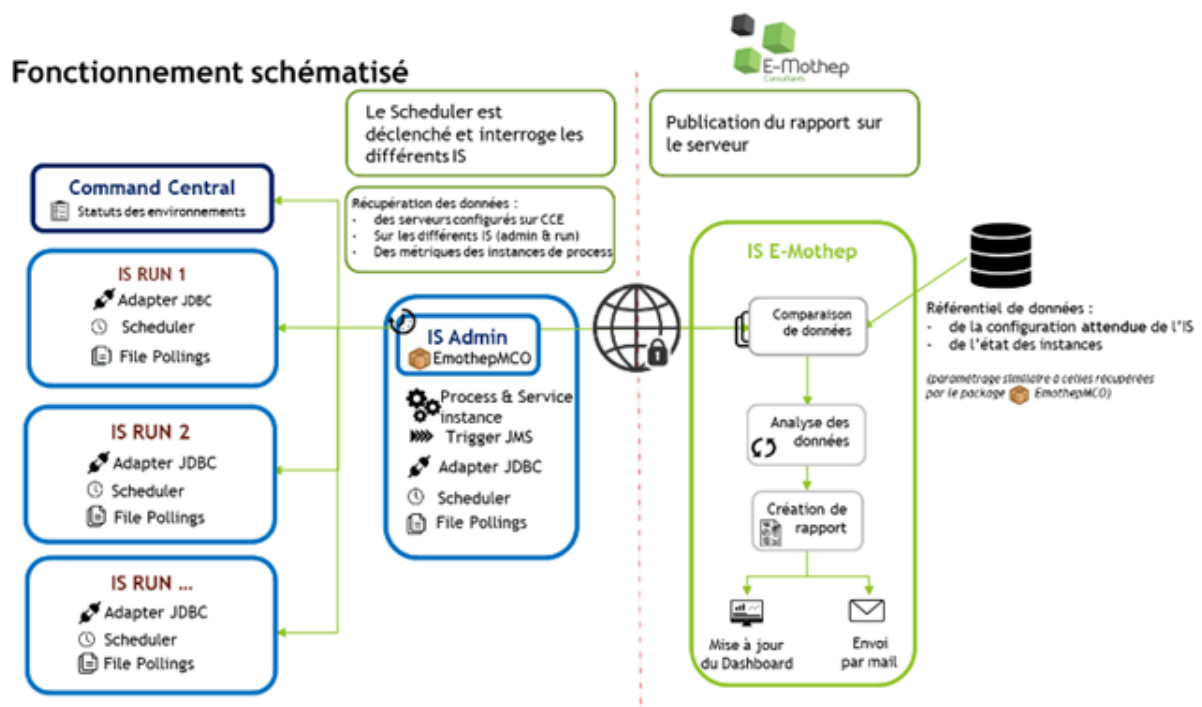 E-Mothep
Consultants
Fonctionnement schématisé
Le Scheduler est
déclenché et interroge les
différents IS
Publication du rapport sur
le serveur
Command Central
Statuts des environnements
Récupération des données :
- des serveurs configurés sur CCE
- Sur les différents IS (admin & run)
- Des métriques des instances de process
IS RUN 1
Adapter JDBC
Scheduler
File Pollings
IS RUN 2
Adapter JDBC
Scheduler
File Pollings
IS RUN ...
Adapter JDBC
Scheduler
File Pollings
IS Admin
EmothepMCO
Process & Service
instance
Trigger JMS
Adapter JDBC
Scheduler
File Pollings
IS E-Mothep
Comparaison
de données
Analyse des
données
Création de
rapport
Mise à jour
du Dashboard
Envoi
par mail
Référentiel de données :
- de la configuration attendue de l'IS
- de l'état des instances
(paramétrage similaire à celles récupérées
par le package EmothepMCO)